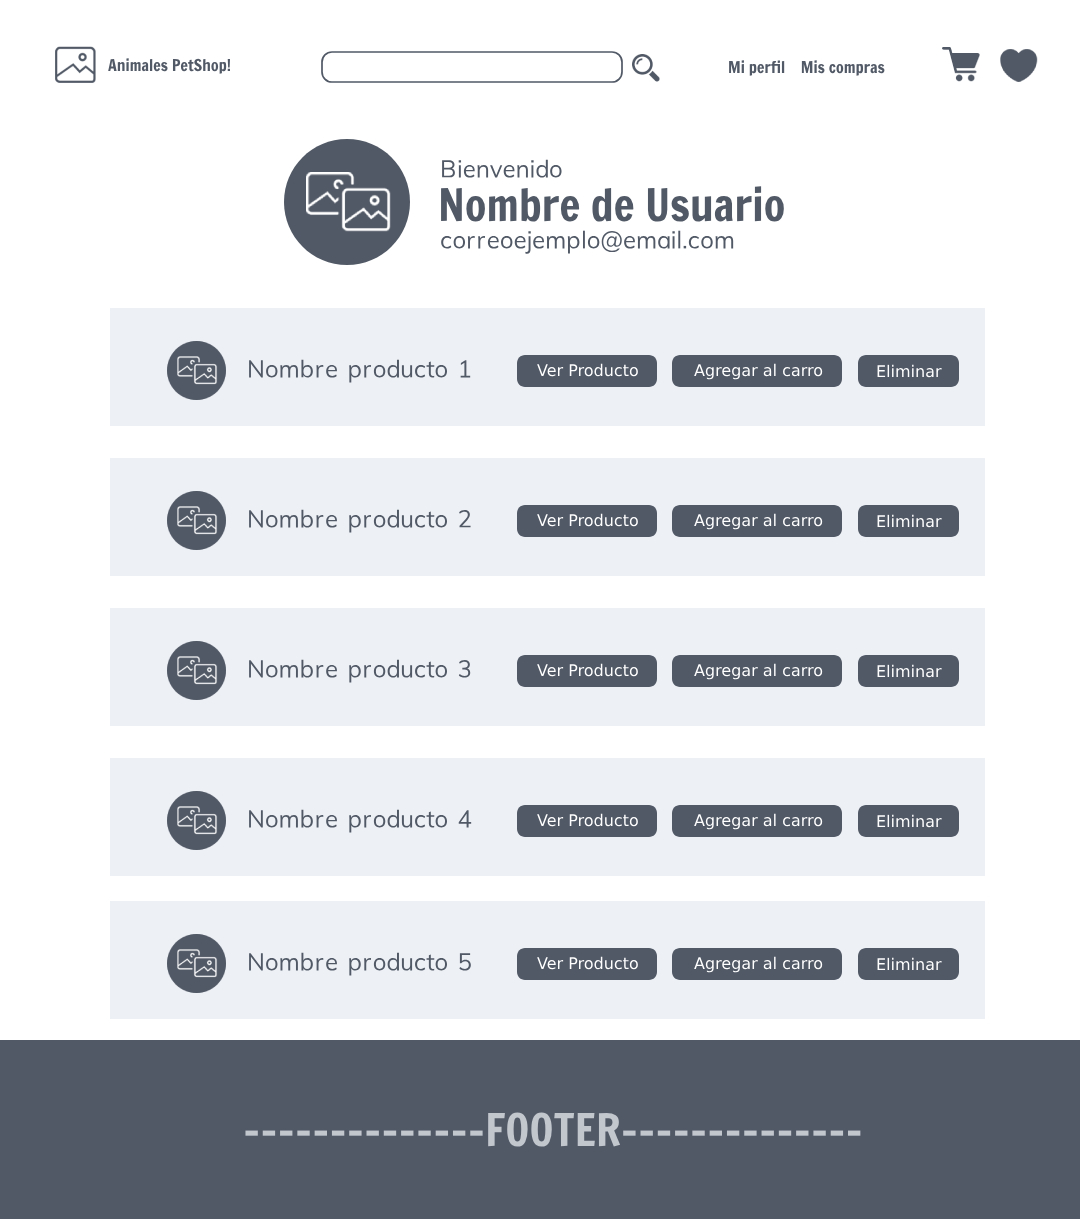 Animales PetShop!
Mi perfil Mis compras
Bienvenido
Nombre de Usuario
correoejemplo@email.com
Nombre producto 1 Ver Producto Agregar al carro Eliminar
Nombre producto 2 Ver Producto Agregar al carro Eliminar
Nombre producto 3 Ver Producto Agregar al carro Eliminar
Nombre producto 4 Ver Producto Agregar al carro Eliminar
Nombre producto 5 Ver Producto Agregar al carro Eliminar
--------------FOOTER--------------